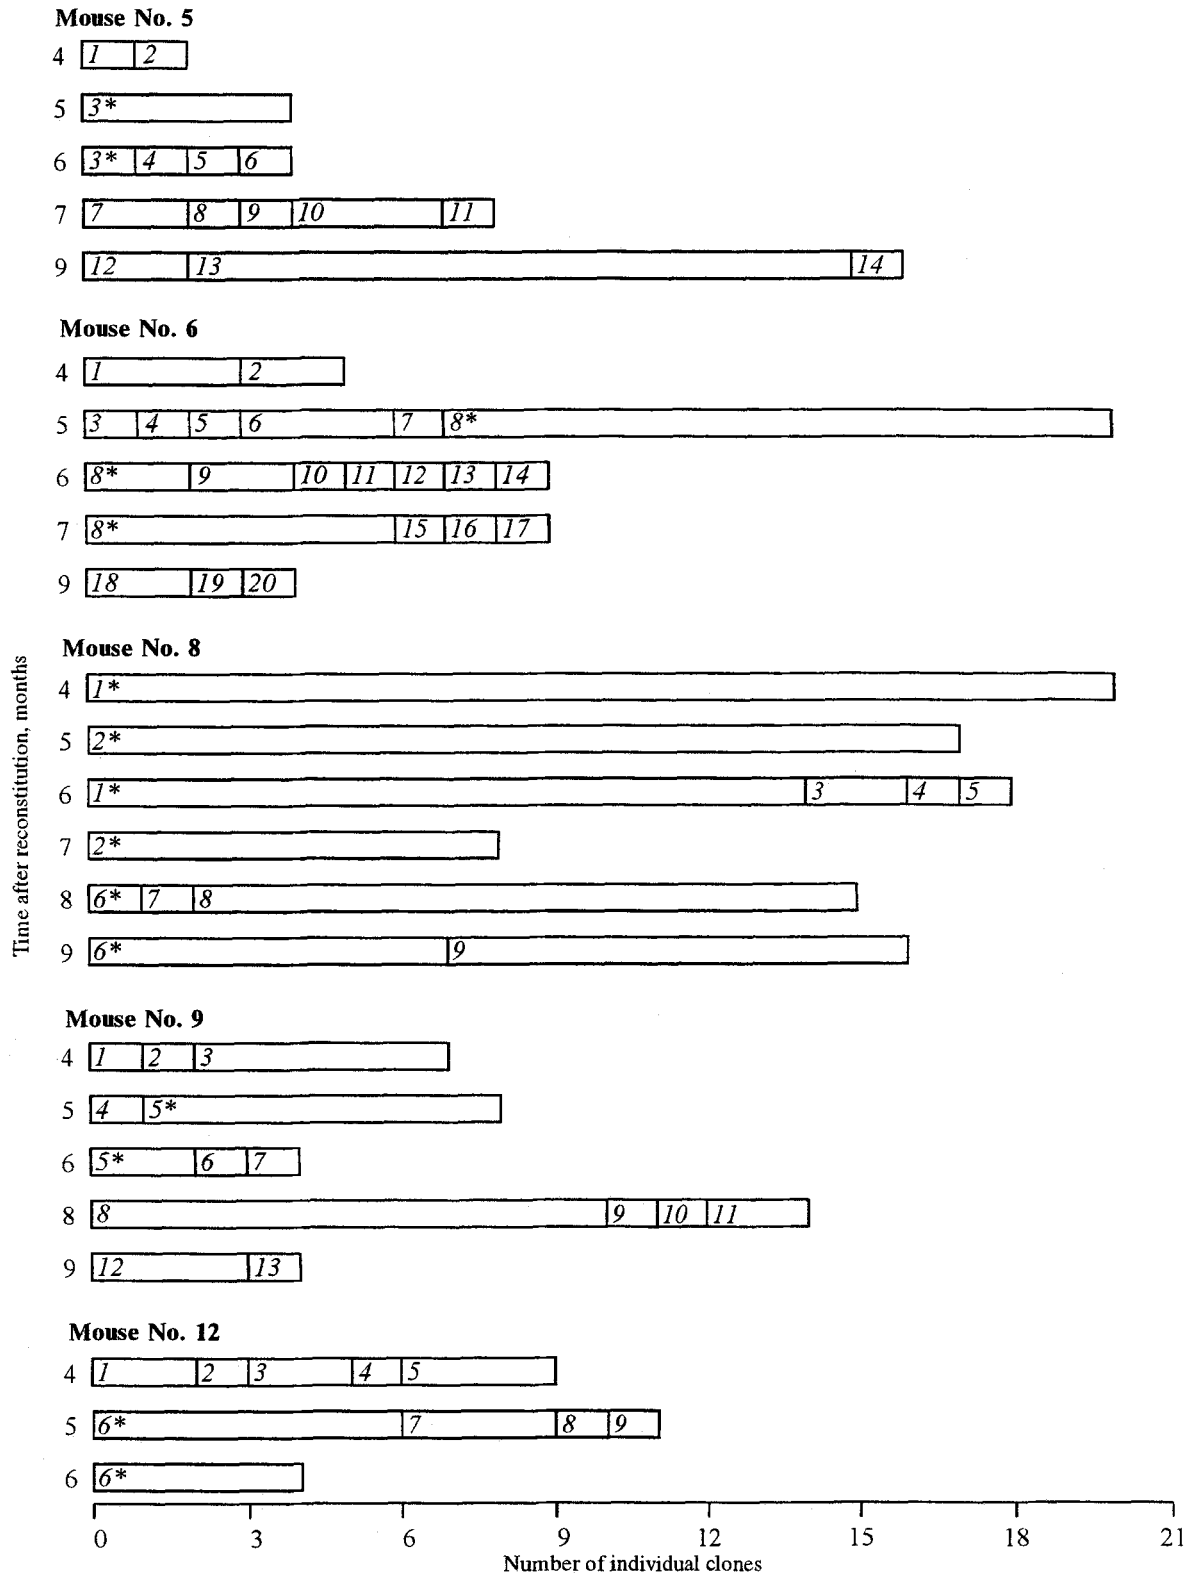 Mouse No. 5
4 1 2
5 3*
6 3* 4 5 6
7 7 8 9 10 11
9 12 13 14
Mouse No. 6
4 1 2
5 3 4 5 6 7 8*
6 8* 9 10 11 12 13 14
7 8* 15 16 17
9 18 19 20
Mouse No. 8
4 1*
5 2*
6 1* 3 4 5
7 2*
8 6* 7 8
9 6* 9
Mouse No. 9
4 1 2 3
5 4 5*
6 5* 6 7
8 8 9 10 11
9 12 13
Mouse No. 12
4 1 2 3 4 5
5 6* 7 8 9
6 6*
0 3 6 9 12 15 18 21
Number of individual clones
Time after reconstitution, months